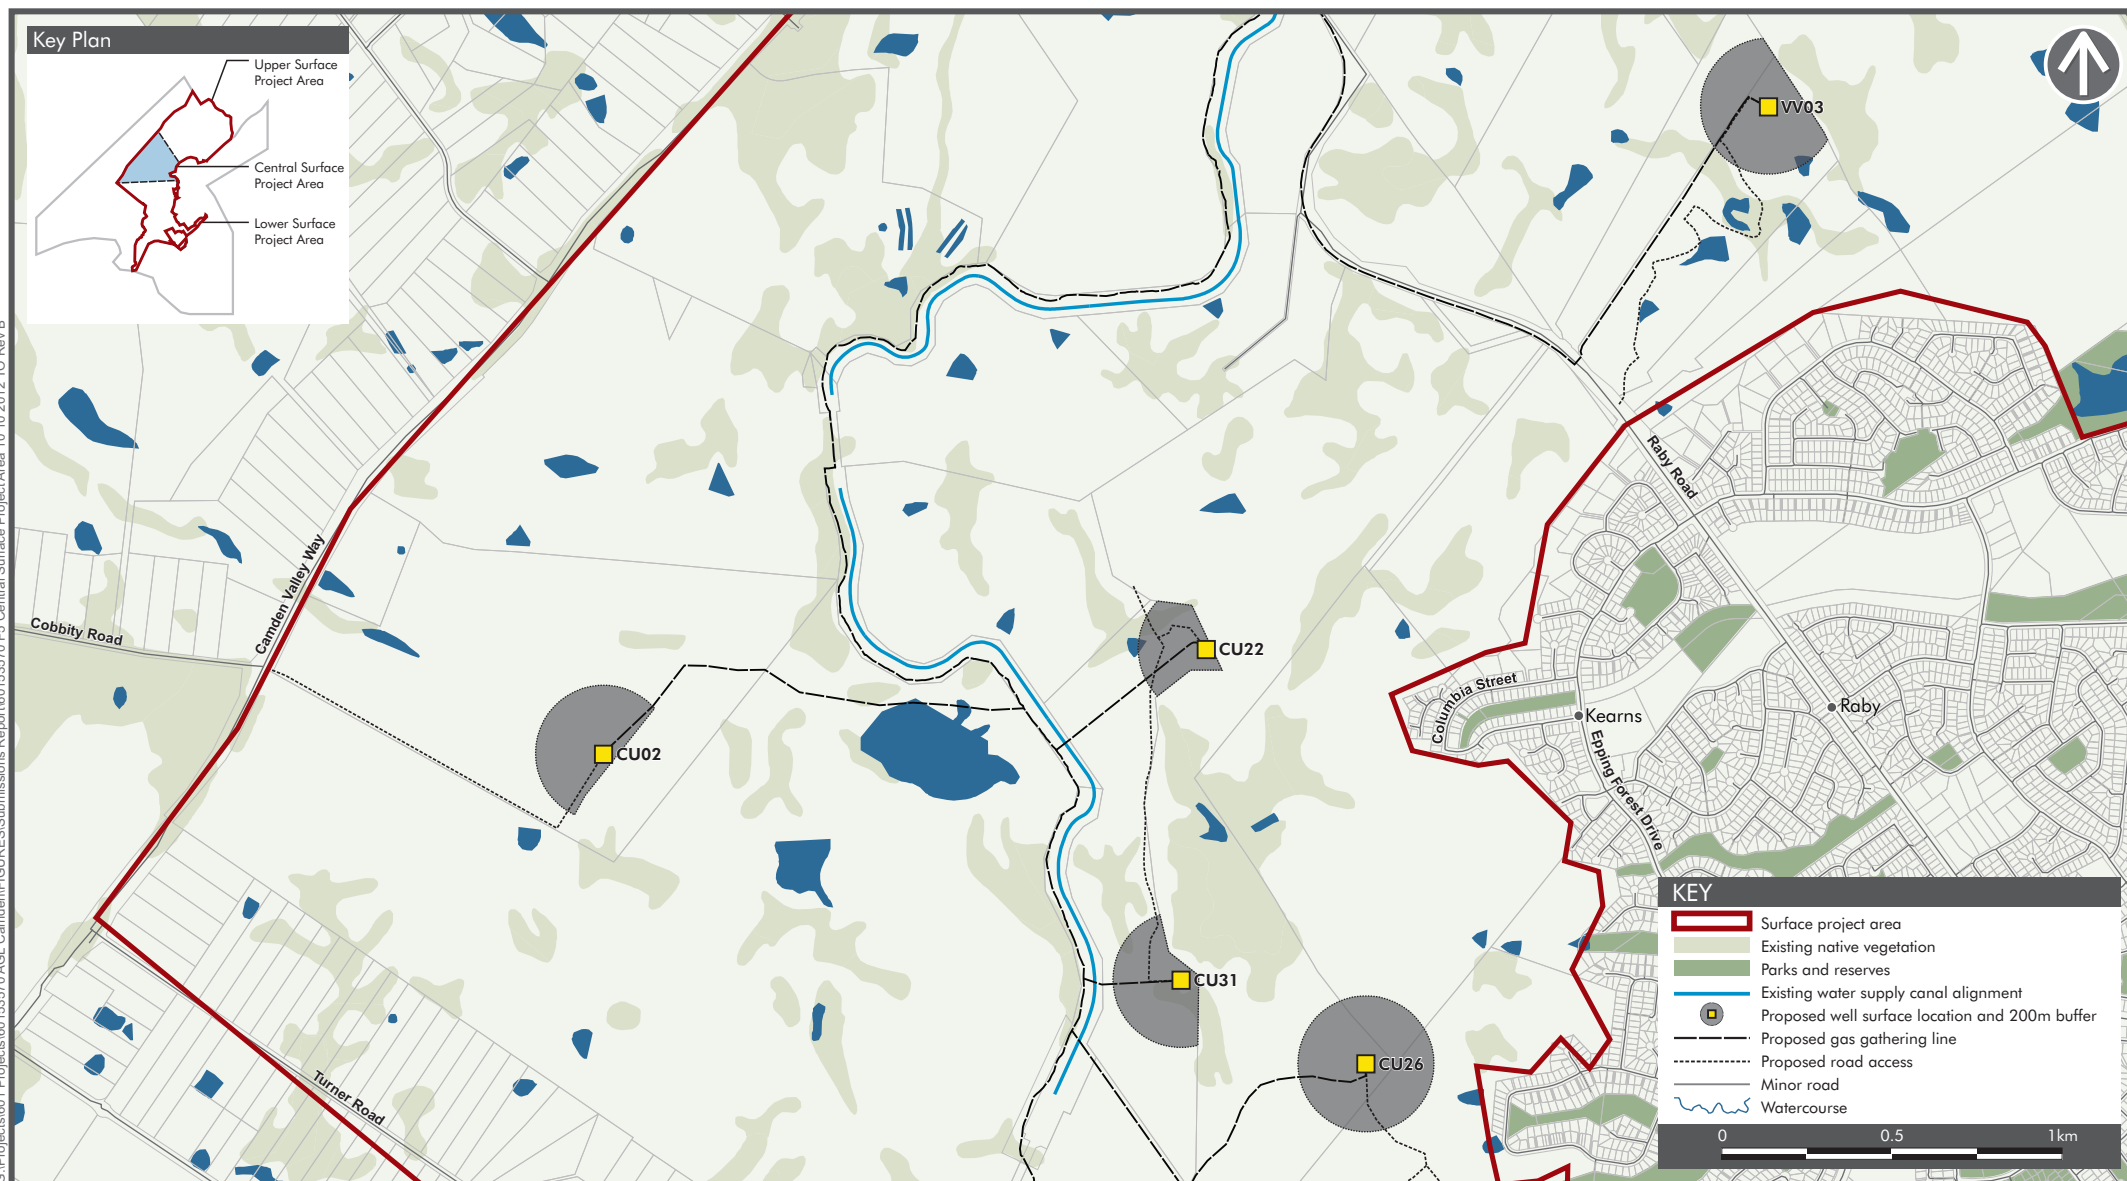 Key Plan
Upper Surface
Project Area
Central Surface
Project Area
Lower Surface
Project Area
VV03
Raby Road
Camden Valley Way
Cobbity Road
CU22
Columbia Street
Kearns
Raby
CU02
Epping Forest Drive
CU31
CU26
Turner Road
KEY
Surface project area
Existing native vegetation
Parks and reserves
Existing water supply canal alignment
Proposed well surface location and 200m buffer
Proposed gas gathering line
Proposed road access
Minor road
Watercourse
0 0.5 1km